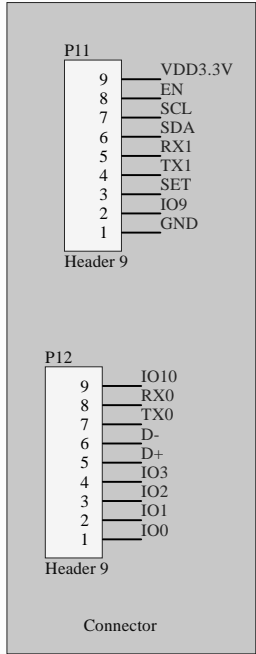 P11
9 VDD3.3V
8 EN
7 SCL
6 SDA
5 RX1
4 TX1
3 SET
2 IO9
1 GND
Header 9
P12
9 IO10
8 RX0
7 TX0
6 D-
5 D+
4 IO3
3 IO2
2 IO1
1 IO0
Header 9
Connector